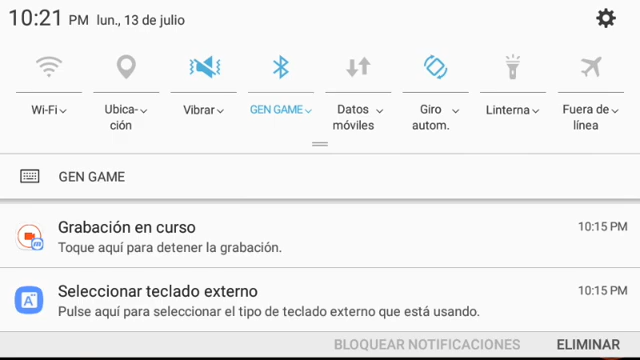 10:21 PM lun., 13 de julio
Wi-Fi
Ubica-
ción
Vibrar
GEN GAME
Datos
móviles
Giro
autom.
Linterna
Fuera de
línea
GEN GAME
Grabación en curso
10:15 PM
Toque aquí para detener la grabación.
A
Seleccionar teclado externo
10:15 PM
Pulse aquí para seleccionar el tipo de teclado externo que está usando.
BLOQUEAR NOTIFICACIONES ELIMINAR